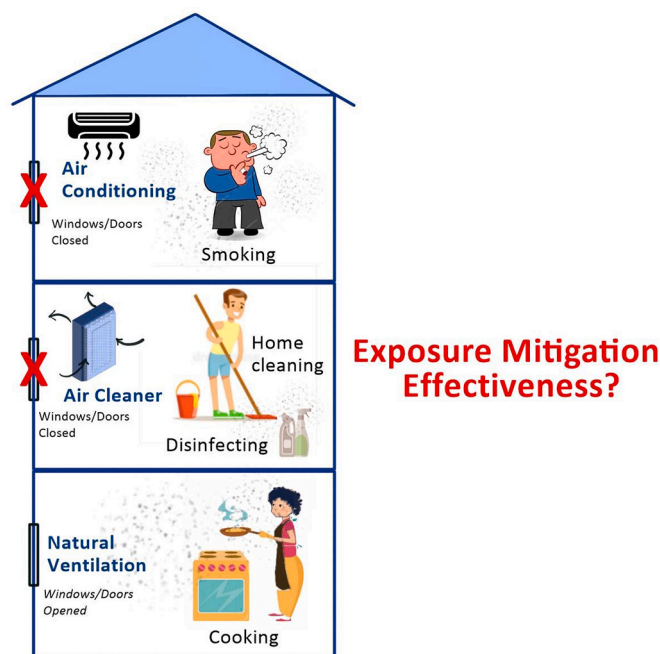 Air
Conditioning
Windows/Doors
Closed
Smoking
Home
cleaning
Air Cleaner
Windows/Doors
Closed
Disinfecting
Exposure Mitigation
Effectiveness?
Natural
Ventilation
Windows/Doors
Opened
Cooking